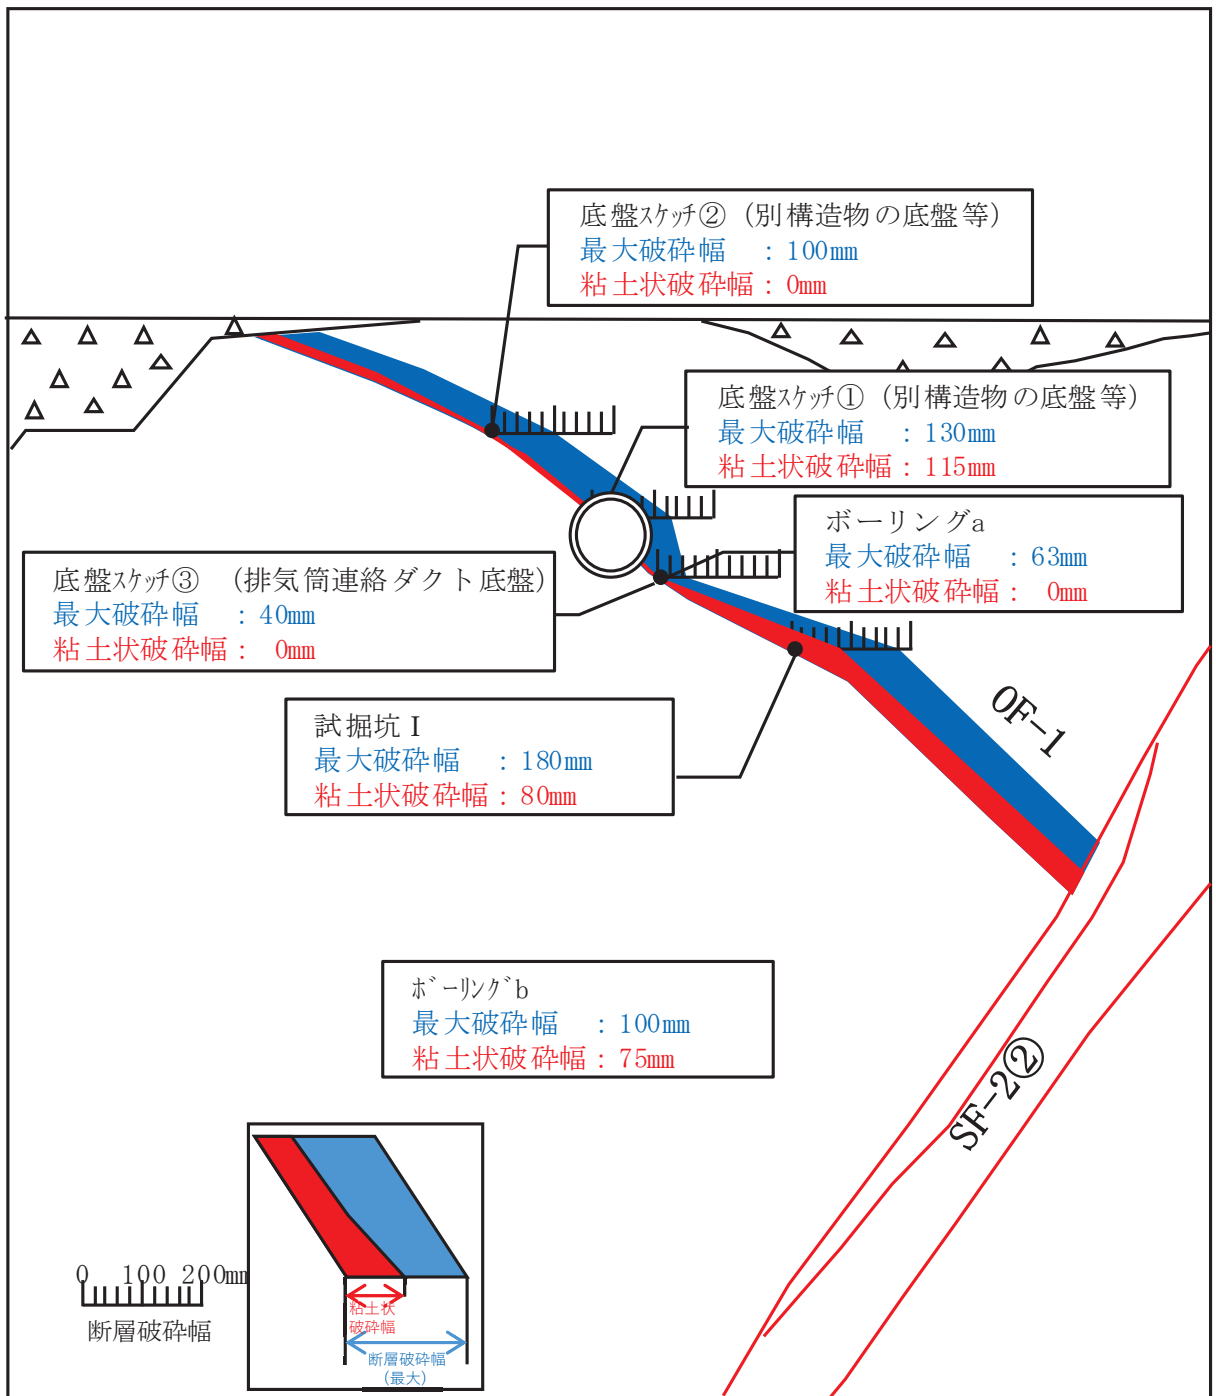 底盤ｽｹｯﾁ②（別構造物の底盤等）
最大破砕幅　：100mm
粘土状破砕幅：0mm
底盤ｽｹｯﾁ①（別構造物の底盤等）
最大破砕幅　：130mm
粘土状破砕幅：115mm
ボーリングa
最大破砕幅　：63mm
粘土状破砕幅：　0mm
底盤ｽｹｯﾁ③　（排気筒連絡ダクト底盤）
最大破砕幅　：40mm
粘土状破砕幅：　0mm
試掘坑Ⅰ
最大破砕幅　：180mm
粘土状破砕幅：80mm
OF-1
ﾎﾞｰﾘﾝｸﾞb
最大破砕幅　：100mm
粘土状破砕幅：75mm
SF-2②
0　100 200mm
断層破砕幅
粘土状
破砕幅
断層破砕幅
（最大）